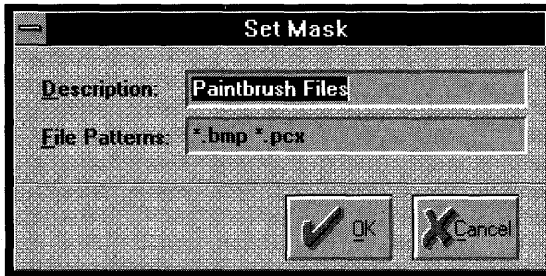 Set Mask
Description: Paintbrush Files
File Patterns: *.bmp *.pcx
OK Cancel